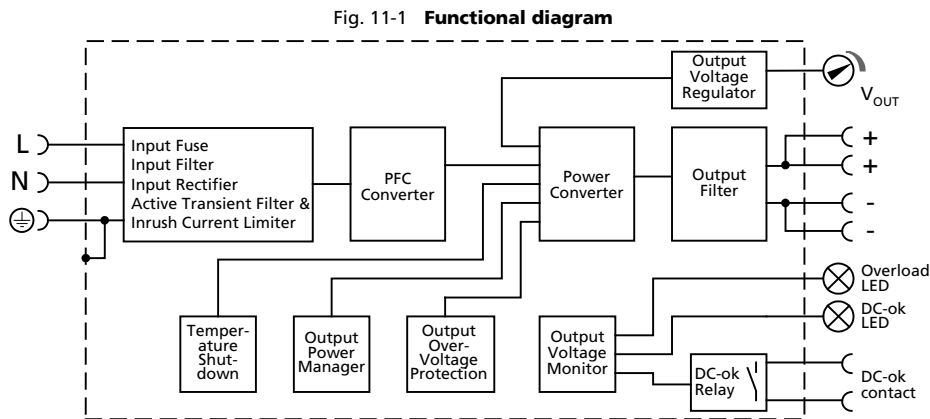 Fig. 11-1 Functional diagram
Output
Voltage
Regulator
VOUT
L
N
Input Fuse
Input Filter
Input Rectifier
Active Transient Filter &
Inrush Current Limiter
PFC
Converter
Power
Converter
Output
Filter
+
+
-
-
Temper-
ature
Shut-
down
Output
Power
Manager
Output
Over-
Voltage
Protection
Output
Voltage
Monitor
Overload
LED
DC-ok
LED
DC-ok
Relay
DC-ok
contact